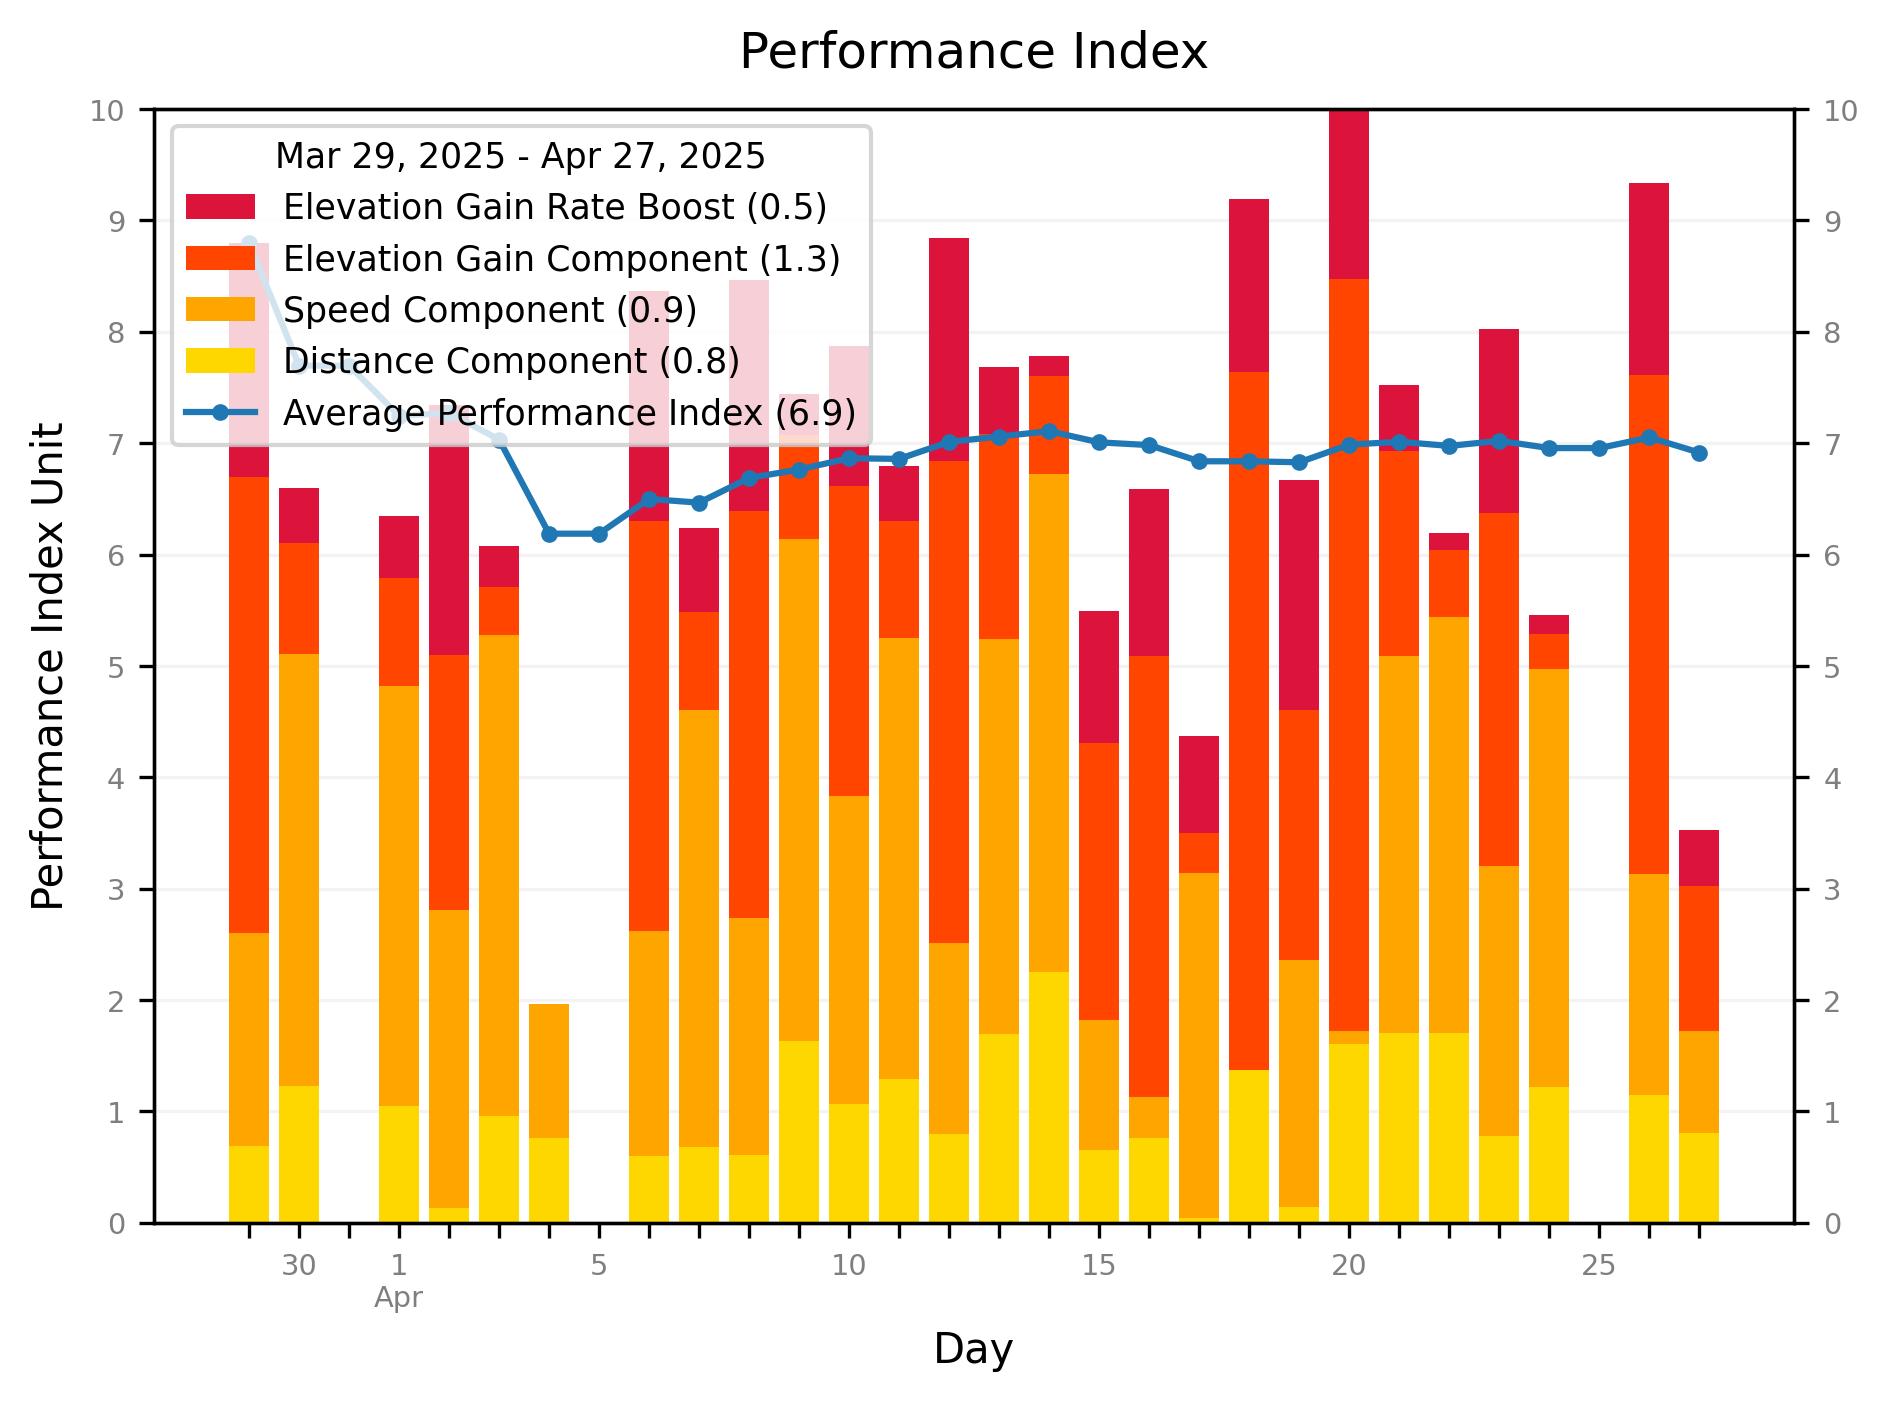 Performance Index
10
9
8
7
6
5
4
3
2
1
0
Performance Index Unit
Mar 29, 2025 - Apr 27, 2025
Elevation Gain Rate Boost (0.5)
Elevation Gain Component (1.3)
Speed Component (0.9)
Distance Component (0.8)
Average Performance Index (6.9)
10
9
8
7
6
5
4
3
2
1
0
30 1 5 10 15 20 25
Apr
Day